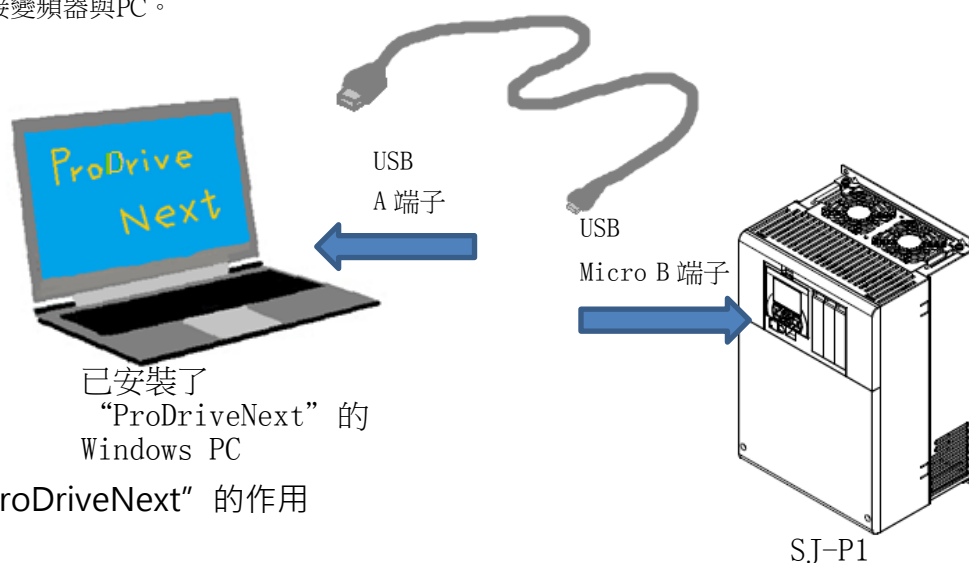 接變頻器與PC。
ProDrive
Next
USB
A 端子
USB
Micro B 端子
已安裝了
“ProDriveNext”的
Windows PC
roDriveNext”的作用
SJ-P1